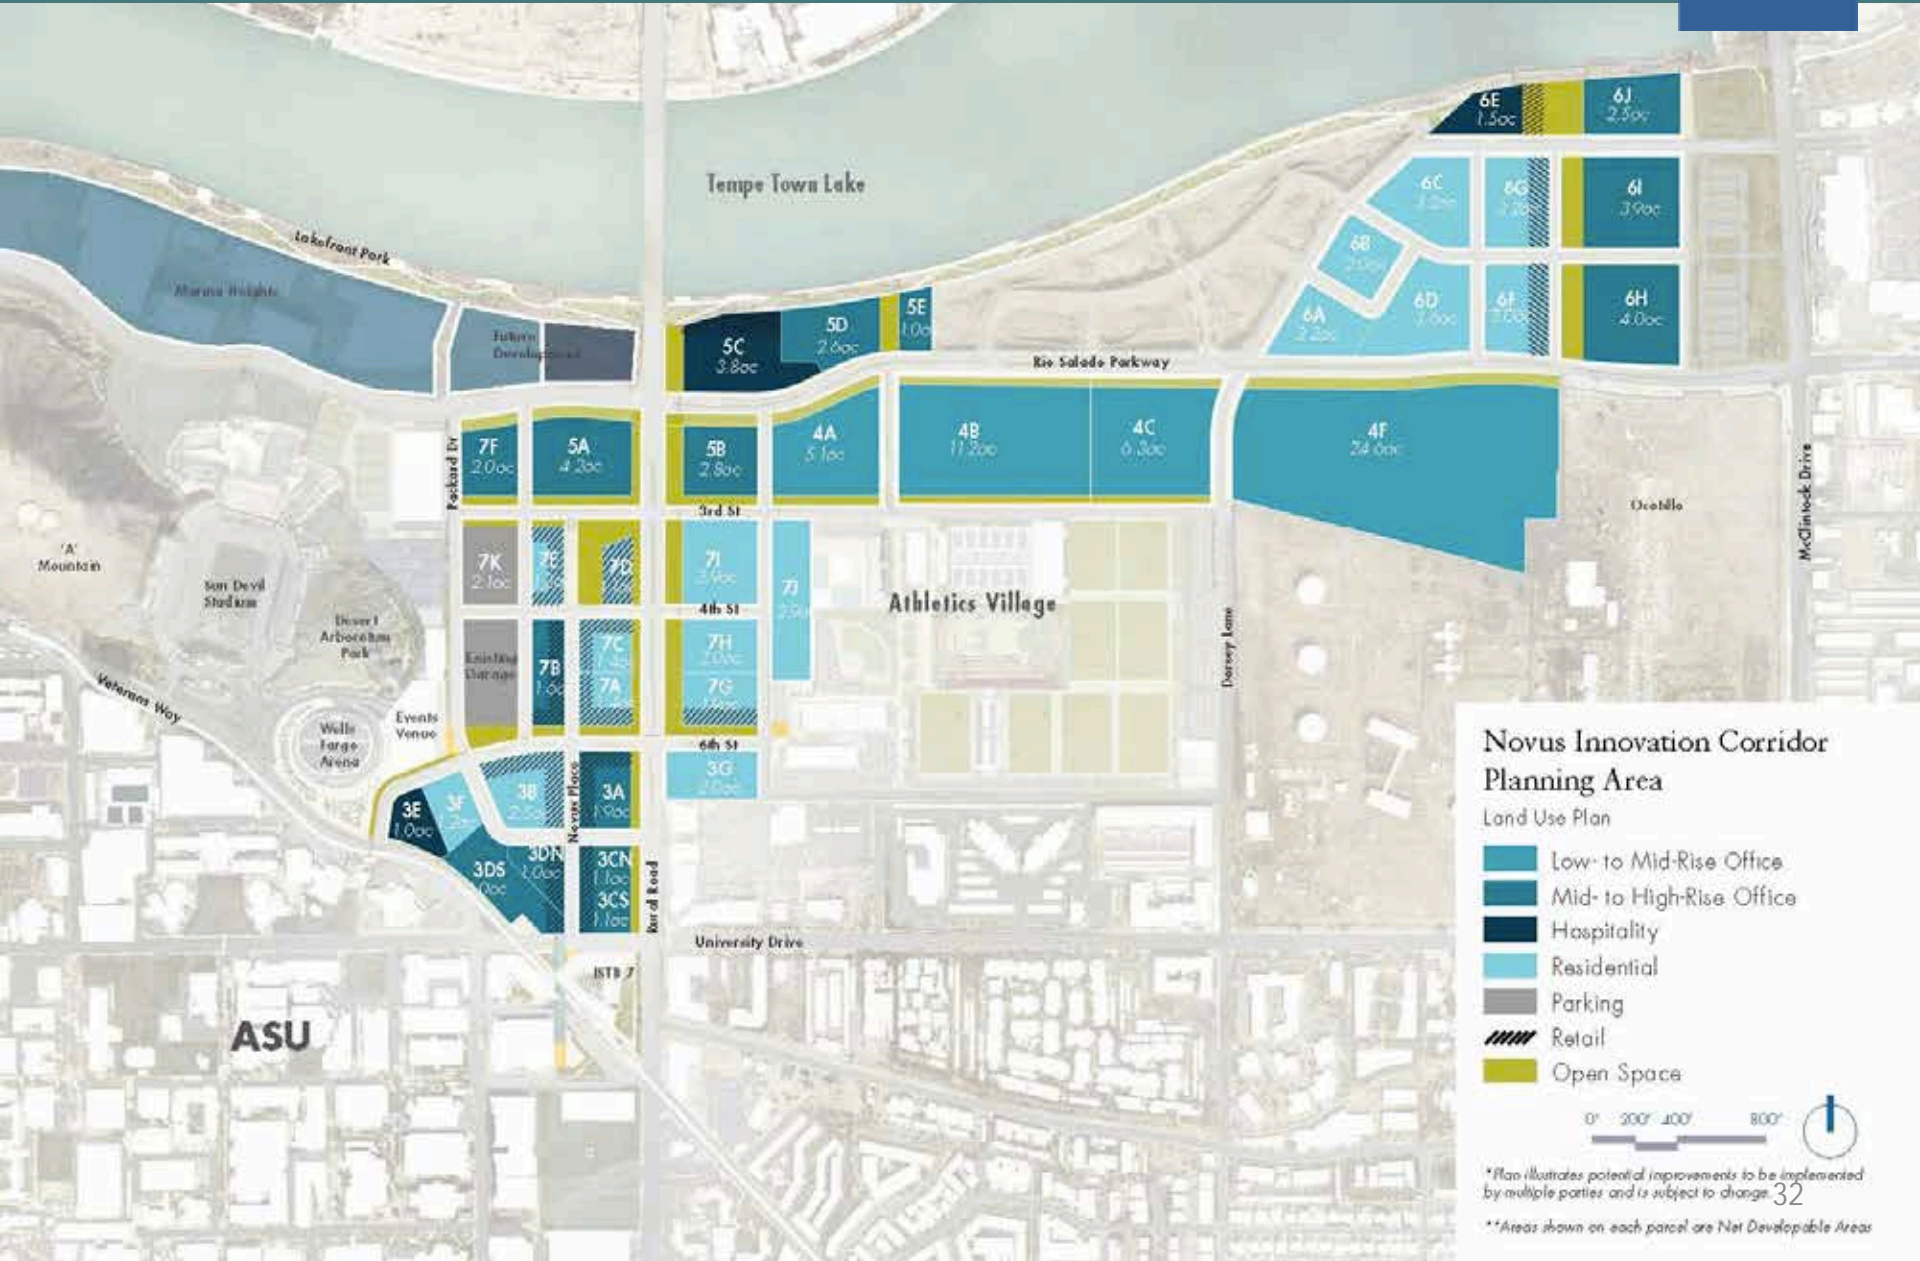 6E
1.5ac
6J
2.5ac
Tempe Town Lake
6C
6G
6I
3.9ac
Lakefront Park
6B
Marina Heights
Future
Development
5C
3.8ac
5D
2.6ac
5E
6A
2.2ac
6D
6F
6H
4.0ac
Rio Salado Parkway
Packard Dr
7F
2.0ac
5A
4.2ac
5B
2.8ac
4A
5.1ac
4B
11.2ac
4C
6.3ac
4F
24.6ac
McClintock Drive
3rd St
Ocotillo
'A'
Mountain
Sun Devil
Stadium
Desert
Arboretum
Park
7K
2.1ac
7E
7D
7I
7J
4th St
Athletics Village
Dorsey Lane
Existing
Garage
7B
7C
7A
7H
2.0ac
7G
Veterans Way
Wells
Fargo
Arena
Events
Venue
6th St
3G
2.0ac
3E
1.0ac
3F
3B
Novus Place
3A
1.9ac
3DS
3DN
1.0ac
3CN
1.1ac
3CS
1.1ac
Rural Road
University Drive
ISTB 7
ASU
Novus Innovation Corridor
Planning Area
Land Use Plan
Low- to Mid-Rise Office
Mid- to High-Rise Office
Hospitality
Residential
Parking
Retail
Open Space
0' 200' 400' 800'
*Plan illustrates potential improvements to be implemented
by multiple parties and is subject to change.
32
**Areas shown on each parcel are Net Developable Areas